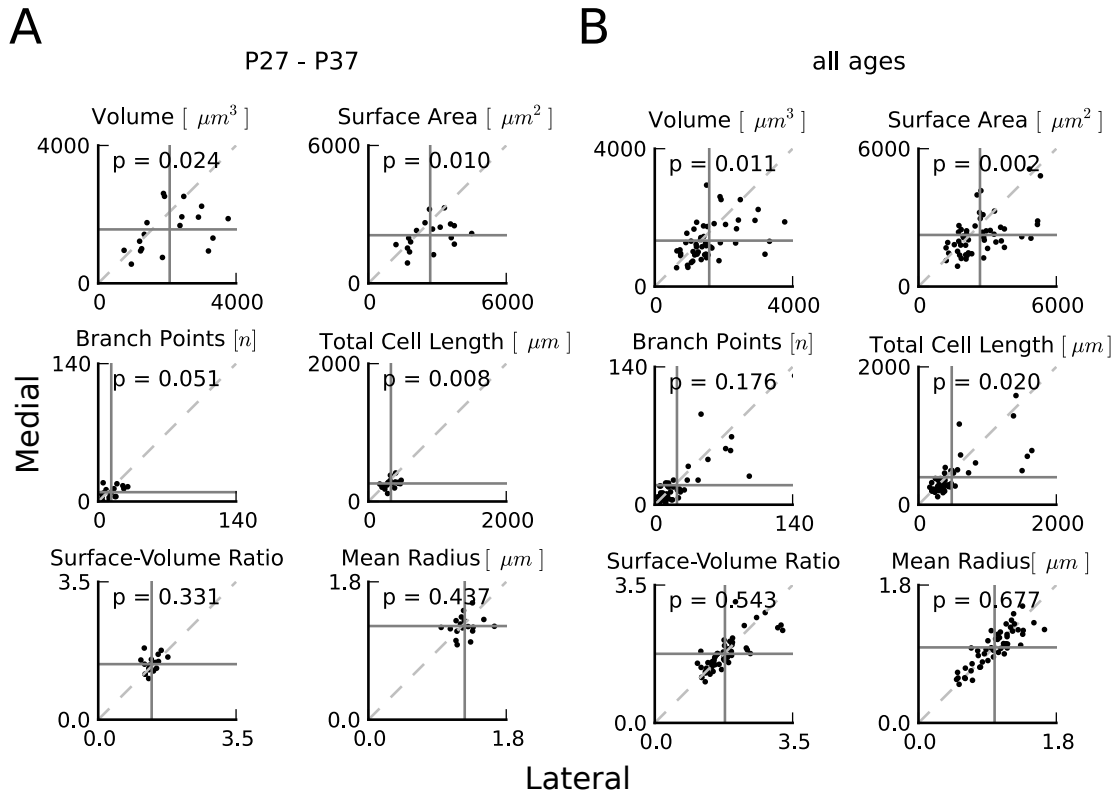 A
P27 - P37
Volume [ μm³ ]
4000
p = 0.024
0
0
4000
Surface Area [ μm² ]
6000
p = 0.010
0
0
6000
Branch Points [n]
140
p = 0.051
0
0
140
Total Cell Length [ μm ]
2000
p = 0.008
0
0
2000
Surface-Volume Ratio
3.5
p = 0.331
0.0
0.0
3.5
Mean Radius [ μm ]
1.8
p = 0.437
0.0
0.0
1.8
B
all ages
Volume [ μm³ ]
4000
p = 0.011
0
0
4000
Surface Area [ μm² ]
6000
p = 0.002
0
0
6000
Branch Points [n]
140
p = 0.176
0
0
140
Total Cell Length [ μm ]
2000
p = 0.020
0
0
2000
Surface-Volume Ratio
3.5
p = 0.543
0.0
0.0
3.5
Mean Radius[ μm ]
1.8
p = 0.677
0.0
0.0
1.8
Medial
Lateral